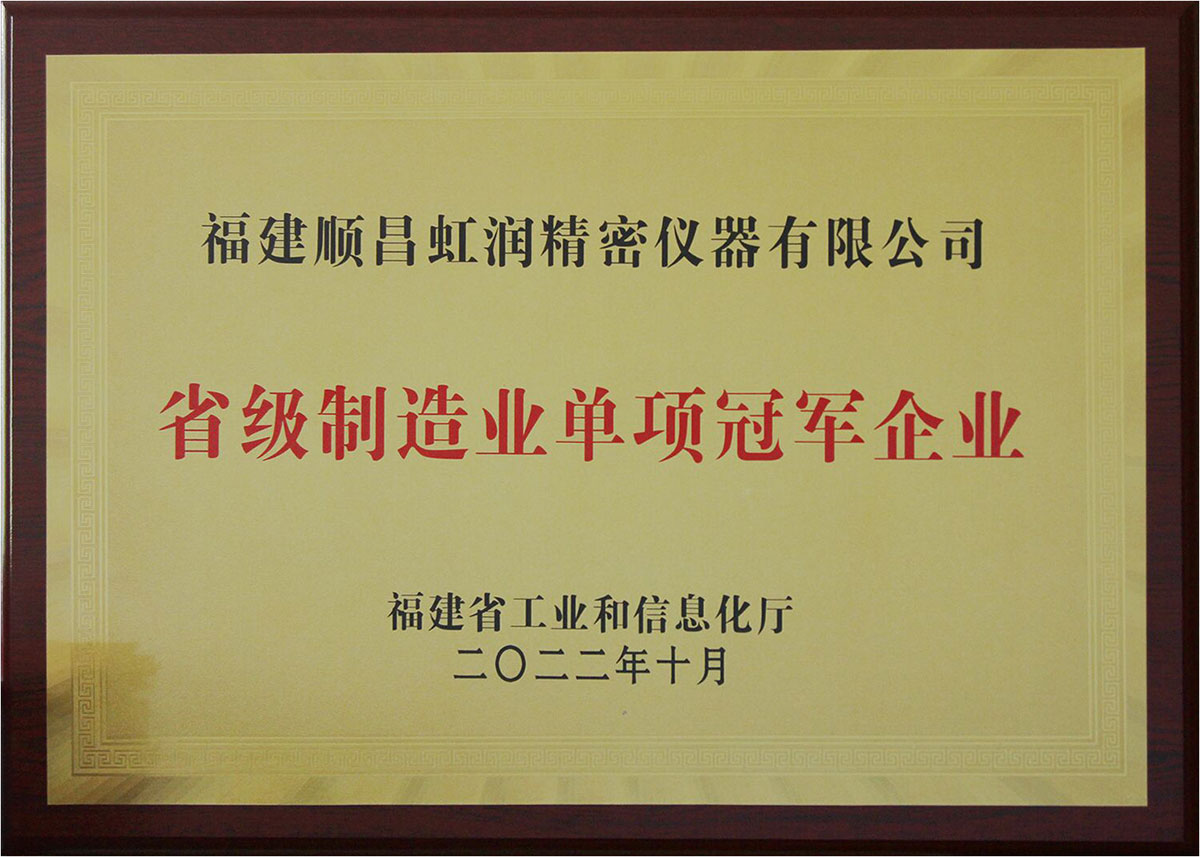 福建顺昌虹润精密仪器有限公司
省级制造业单项冠军企业
福建省工业和信息化厅
二〇二二年十月